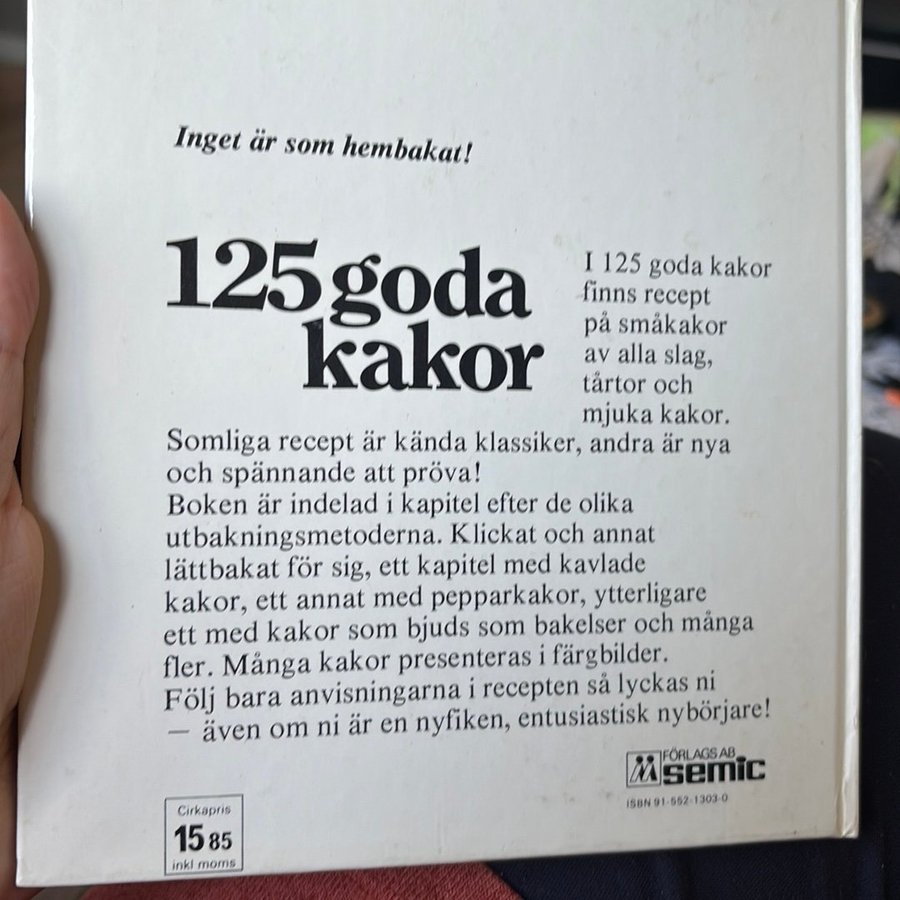 Inget är som hembakat!
125 goda
kakor
I 125 goda kakor
finns recept
på småkakor
av alla slag,
tårtor och
mjuka kakor.
Somliga recept är kända klassiker, andra är nya
och spännande att pröva!
Boken är indelad i kapitel efter de olika
utbakningsmetoderna. Klickat och annat
lättbakat för sig, ett kapitel med kavlade
kakor, ett annat med pepparkakor, ytterligare
ett med kakor som bjuds som bakelser och många
fler. Många kakor presenteras i färgbilder.
Följ bara anvisningarna i recepten så lyckas ni
— även om ni är en nyfiken, entusiastisk nybörjare!
FÖRLAGS AB
semic
ISBN 91-552-1303-0
Cirkapris
15 85
inkl moms